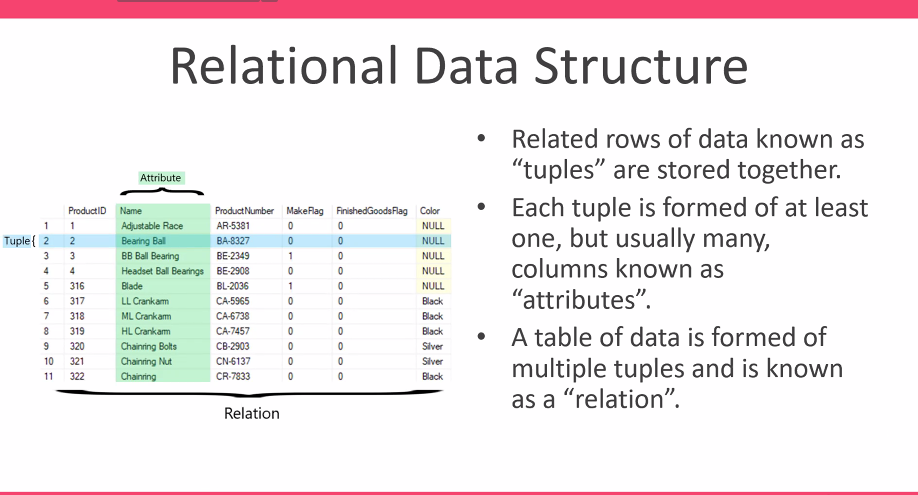 Relational Data Structure
Attribute
ProductID Name ProductNumber MakeFlag FinishedGoodsFlag Color
1 1 Adjustable Race AR-5381 0 0 NULL
Tuple{ 2 2 Bearing Ball BA-8327 0 0 NULL
3 3 BB Ball Bearing BE-2349 1 0 NULL
4 4 Headset Ball Bearings BE-2908 0 0 NULL
5 316 Blade BL-2036 1 0 NULL
6 317 LL Crankarm CA-5965 0 0 Black
7 318 ML Crankarm CA-6738 0 0 Black
8 319 HL Crankarm CA-7457 0 0 Black
9 320 Chainring Bolts CB-2903 0 0 Silver
10 321 Chainring Nut CN-6137 0 0 Silver
11 322 Chainring CR-7833 0 0 Black
Relation
• Related rows of data known as
“tuples” are stored together.
• Each tuple is formed of at least
one, but usually many,
columns known as
“attributes”.
• A table of data is formed of
multiple tuples and is known
as a “relation”.